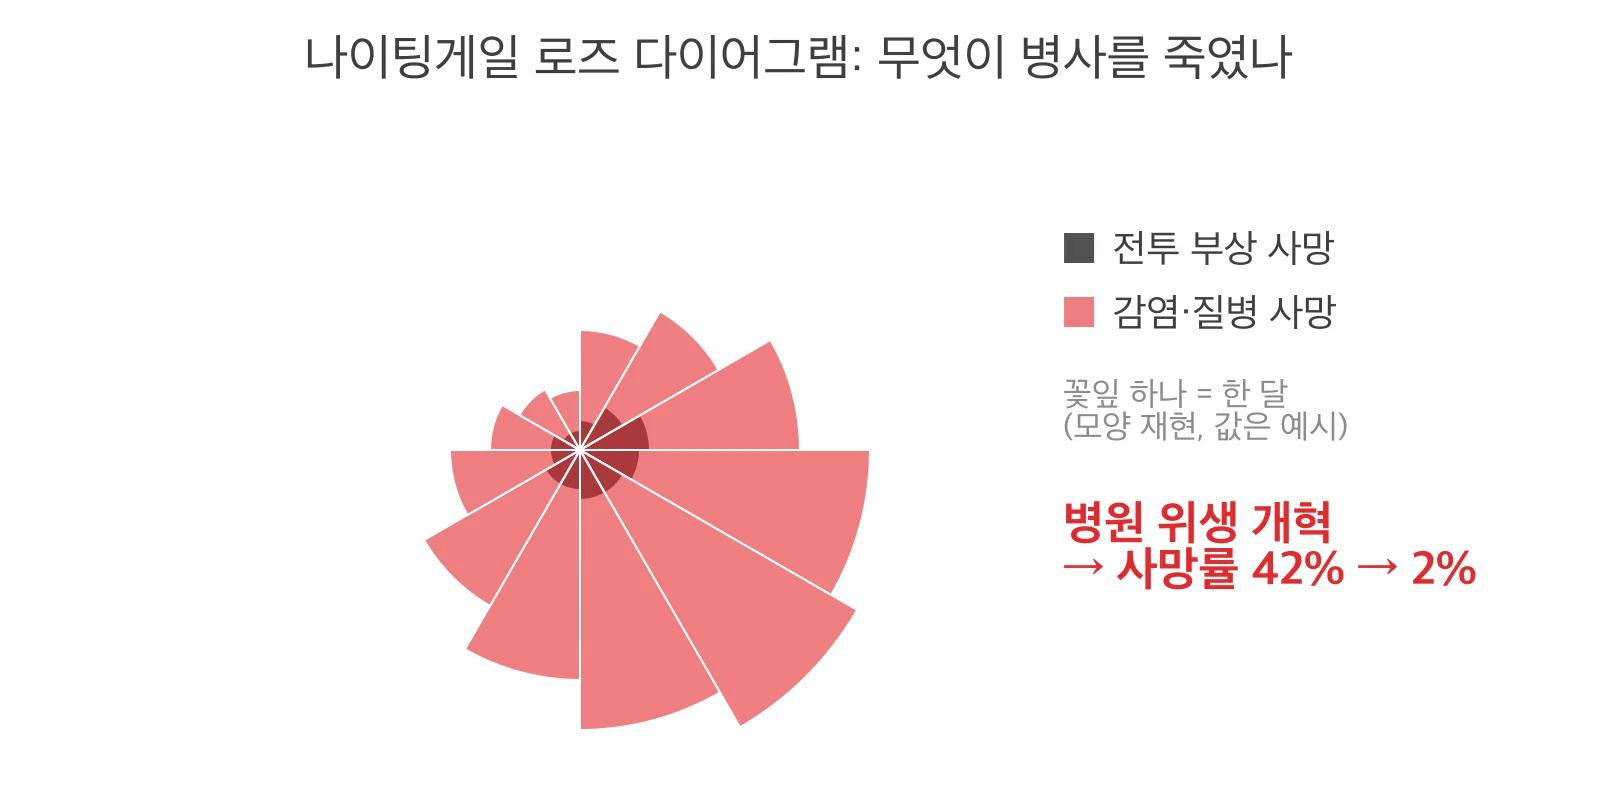 나이팅게일 로즈 다이어그램: 무엇이 병사를 죽였나
전투 부상 사망
감염·질병 사망
꽃잎 하나 = 한 달
(모양 재현, 값은 예시)
병원 위생 개혁
→ 사망률 42% → 2%